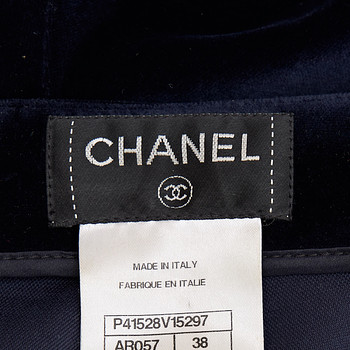 CHANEL
MADE IN ITALY
FABRIQUE EN ITALIE
P41528V15297
AR057 38